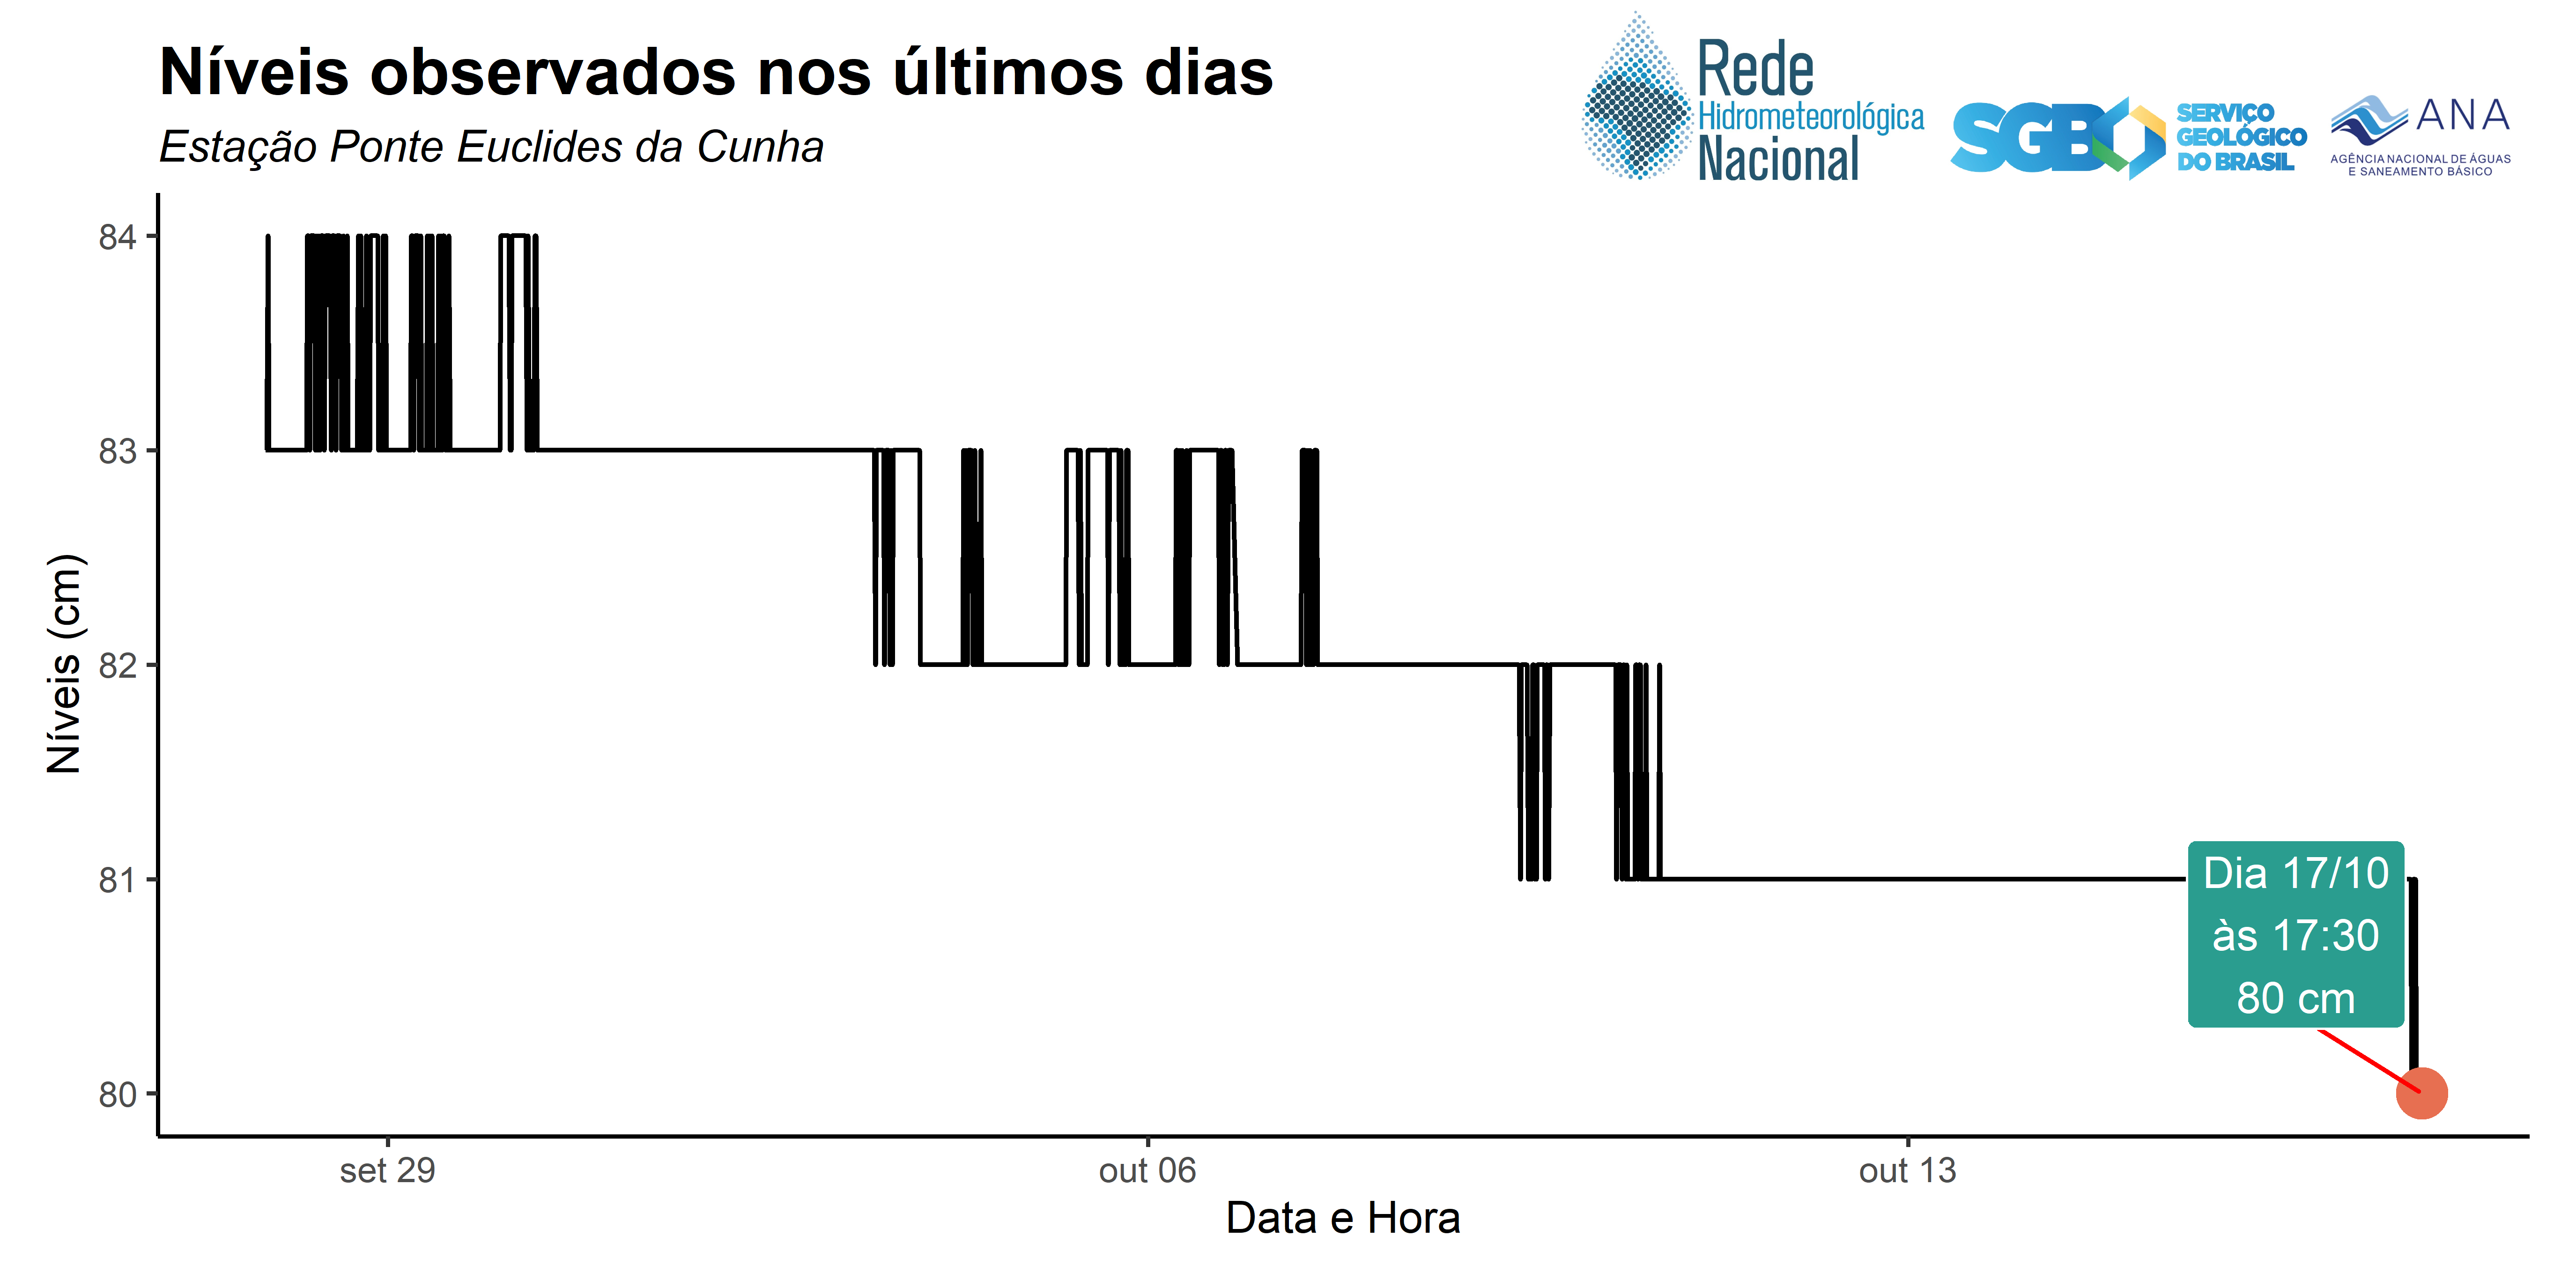 Níveis observados nos últimos dias
Estação Ponte Euclides da Cunha
Rede
Hidrometeorológica
Nacional
SGB
SERVIÇO
GEOLÓGICO
DO BRASIL
ANA
AGÊNCIA NACIONAL DE ÁGUAS
E SANEAMENTO BÁSICO
Níveis (cm)
84
83
82
81
80
Dia 17/10
às 17:30
80 cm
set 29
out 06
out 13
Data e Hora